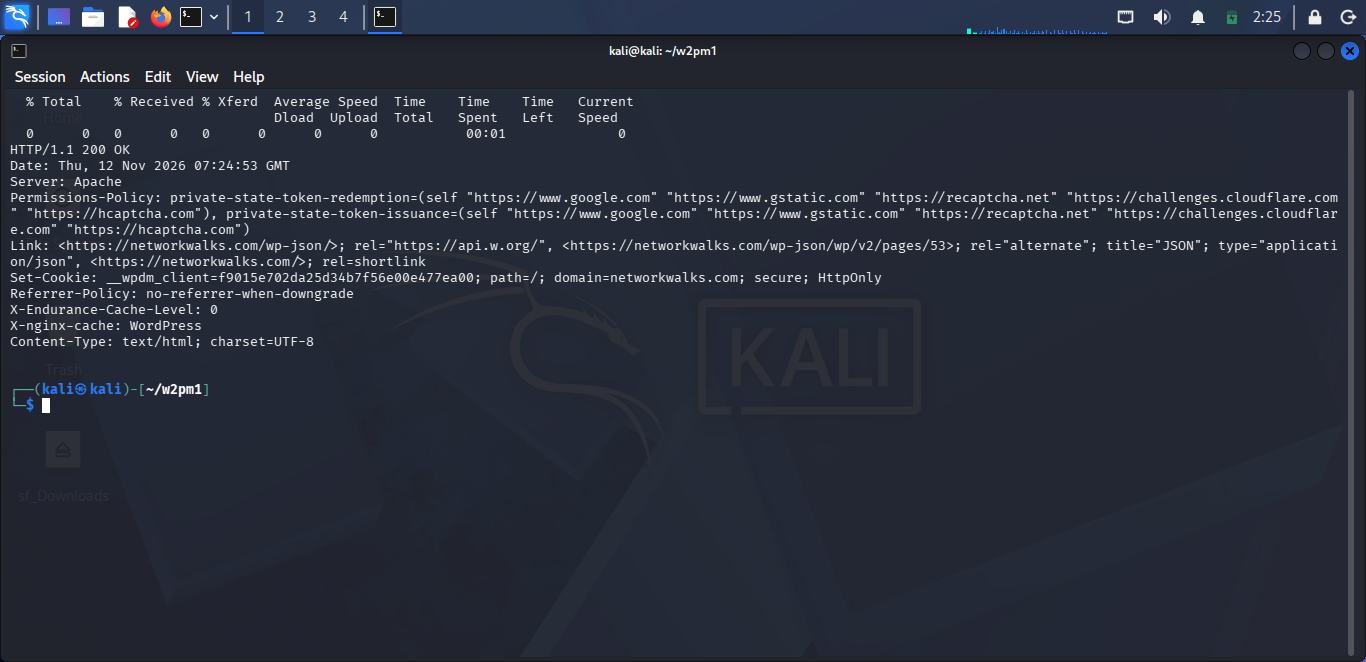 1 2 3 4 2:25
kali@kali: ~/w2pm1
Session Actions Edit View Help
% Total % Received % Xferd Average Speed Time Time Time Current
Dload Upload Total Spent Left Speed
0 0 0 0 0 0 0 0 00:01 0
HTTP/1.1 200 OK
Date: Thu, 12 Nov 2026 07:24:53 GMT
Server: Apache
Permissions-Policy: private-state-token-redemption=(self "https://www.google.com" "https://www.gstatic.com" "https://recaptcha.net" "https://challenges.cloudflare.com
" "https://hcaptcha.com"), private-state-token-issuance=(self "https://www.google.com" "https://www.gstatic.com" "https://recaptcha.net" "https://challenges.cloudflar
e.com" "https://hcaptcha.com")
Link: <https://networkwalks.com/wp-json/>; rel="https://api.w.org/", <https://networkwalks.com/wp-json/wp/v2/pages/53>; rel="alternate"; title="JSON"; type="applicati
on/json", <https://networkwalks.com/>; rel=shortlink
Set-Cookie: __wpdm_client=f9015e702da25d34b7f56e00e477ea00; path=/; domain=networkwalks.com; secure; HttpOnly
Referrer-Policy: no-referrer-when-downgrade
X-Endurance-Cache-Level: 0
X-nginx-cache: WordPress
Content-Type: text/html; charset=UTF-8
KALI
Home
Trash
┌──(kali㉿kali)-[~/w2pm1]
└─$
sf_Downloads